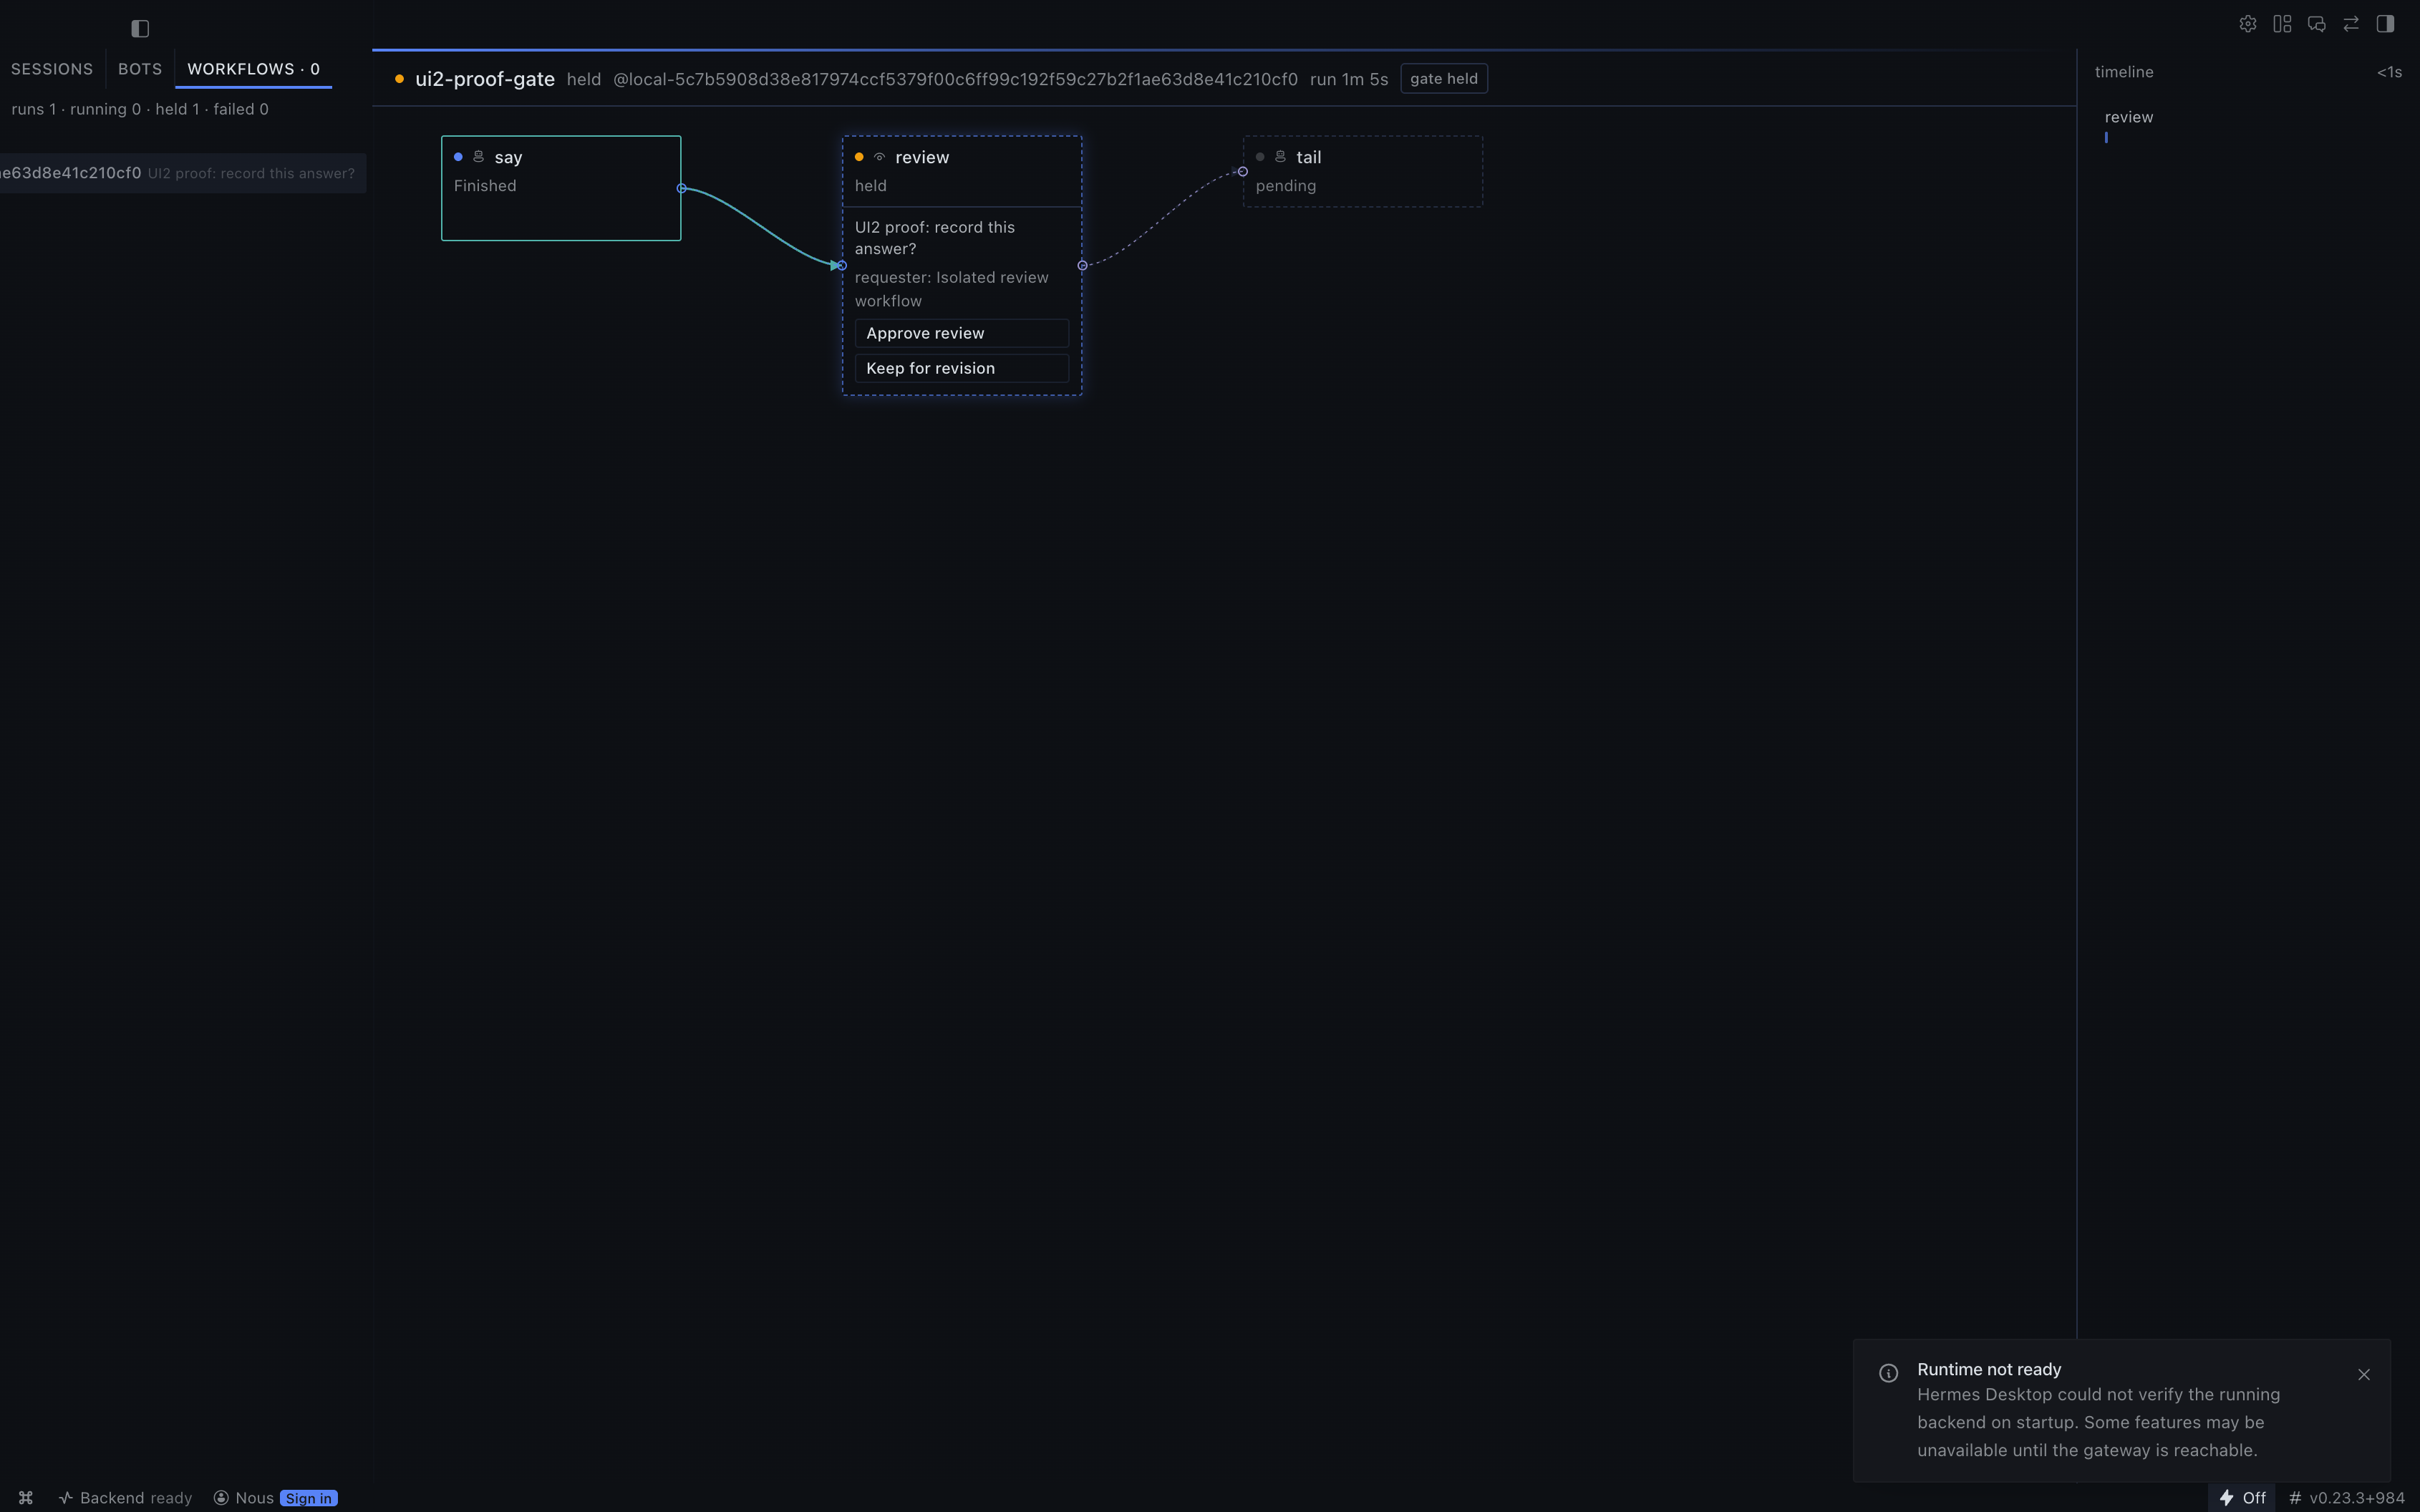 SESSIONS
BOTS
WORKFLOWS · 0
runs 1 · running 0 · held 1 · failed 0
ae63d8e41c210cf0 UI2 proof: record this answer?
ui2-proof-gate held @local-5c7b5908d38e817974ccf5379f00c6ff99c192f59c27b2f1ae63d8e41c210cf0 run 1m 5s gate held
say
Finished
review
held
UI2 proof: record this
answer?
requester: Isolated review
workflow
Approve review
Keep for revision
tail
pending
timeline <1s
review
Runtime not ready
Hermes Desktop could not verify the running
backend on startup. Some features may be
unavailable until the gateway is reachable.
Backend ready
Nous Sign in
Off
# v0.23.3+984